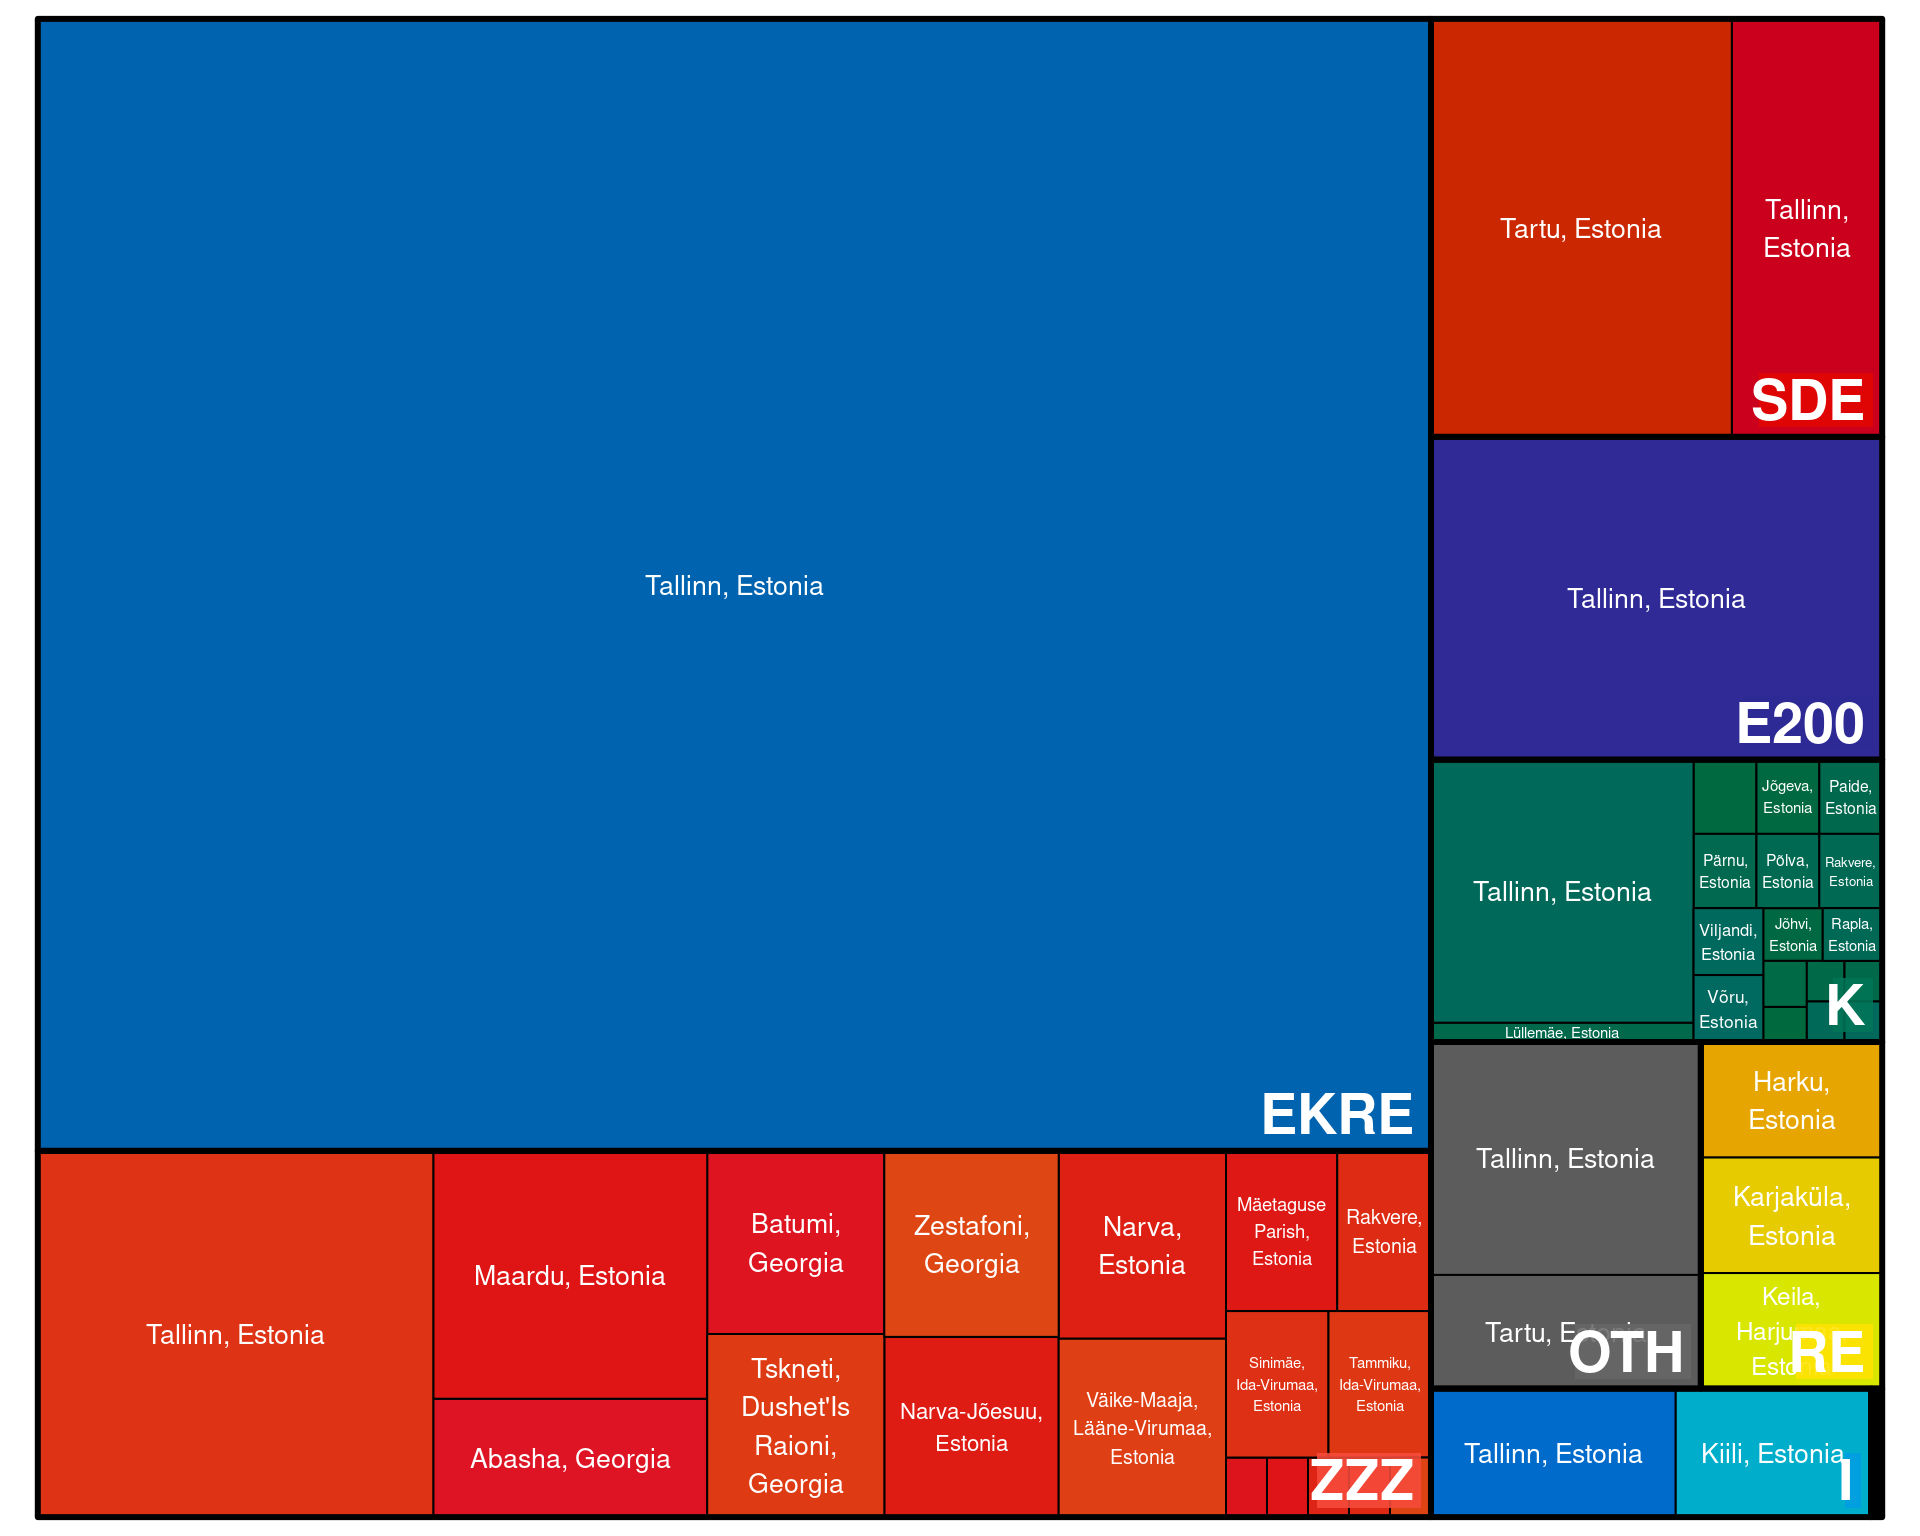 Tallinn, Estonia
EKRE
Tartu, Estonia
Tallinn,
Estonia
SDE
Tallinn, Estonia
E200
Tallinn, Estonia
Jõgeva,
Estonia
Paide,
Estonia
Pärnu,
Estonia
Põlva,
Estonia
Rakvere,
Estonia
Viljandi,
Estonia
Jõhvi,
Estonia
Rapla,
Estonia
Võru,
Estonia
Lüllemäe, Estonia
K
Tallinn, Estonia
Tartu, Estonia
OTH
Harku,
Estonia
Karjaküla,
Estonia
Keila,
RE
Tallinn, Estonia
Kiili, Estonia
I
Tallinn, Estonia
Maardu, Estonia
Abasha, Georgia
Batumi,
Georgia
Tskneti,
Dushet'Is
Raioni,
Georgia
Zestafoni,
Georgia
Narva-Jõesuu,
Estonia
Narva,
Estonia
Väike-Maaja,
Lääne-Virumaa,
Estonia
Mäetaguse
Parish,
Estonia
Rakvere,
Estonia
Sinimäe,
Ida-Virumaa,
Estonia
Tammiku,
Ida-Virumaa,
Estonia
ZZZ